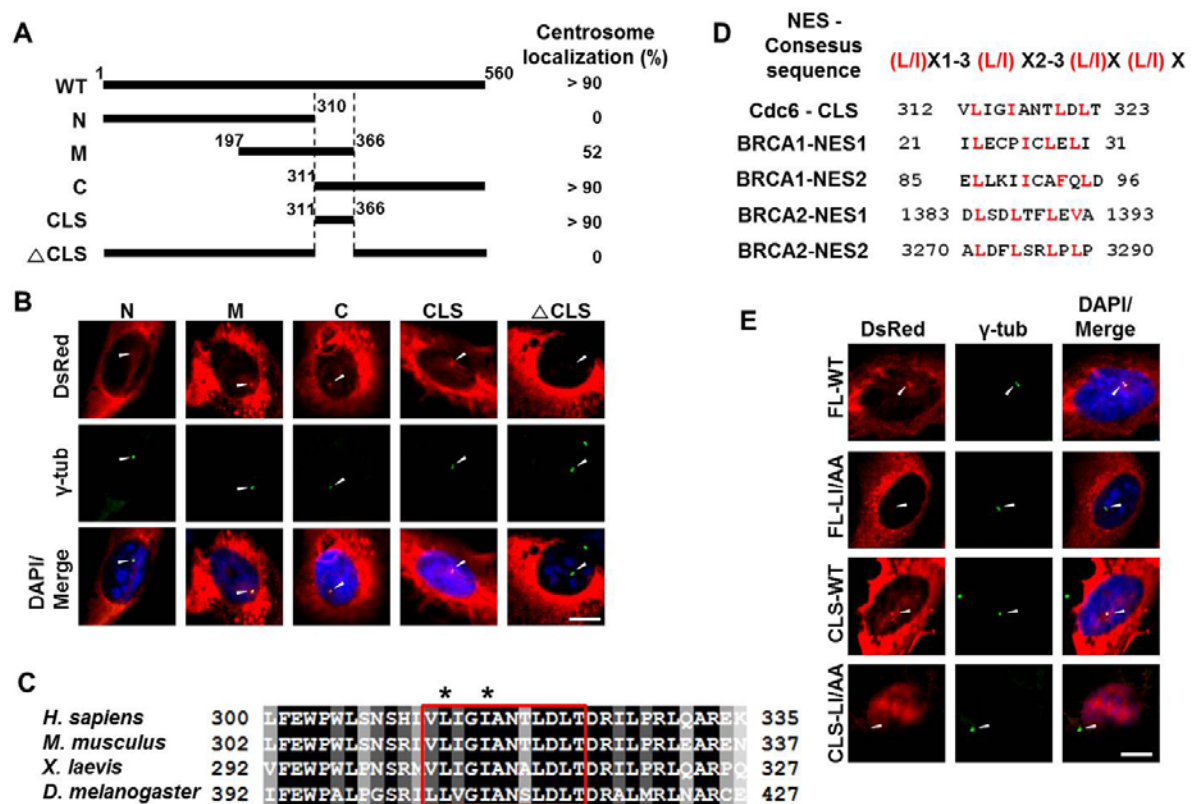 A
Centrosome
localization (%)
1
WT
560
> 90
N
310
0
197
M
366
52
311
C
> 90
311
CLS
366
> 90
△CLS
0
B
N M C CLS △CLS
DsRed
γ-tub
DAPI/
Merge
C
* *
H. sapiens 300 LFEWPWLSNSHIVLIGIANTLDLTDRILPRLQAREK 335
M. musculus 302 LFEWPWLSNSRIVLIGIANTLDLTDRILPRLEAREN 337
X. laevis 292 VFEWPWLPNSRMVLIGIANALDLTDRILPRLQARPQ 327
D. melanogaster 392 IFEWPALPGSRILLVGIANSLDLTDRALMRLNARCE 427
D
NES -
Consesus
sequence
(L/I)X1-3 (L/I) X2-3 (L/I)X (L/I) X
Cdc6 - CLS 312 VLIGIANTLDLT 323
BRCA1-NES1 21 ILECPICLELI 31
BRCA1-NES2 85 ELLKIICAFQLD 96
BRCA2-NES1 1383 DLSDLTFLEVA 1393
BRCA2-NES2 3270 ALDFLSRLPLP 3290
E
DsRed γ-tub DAPI/
Merge
FL-WT
FL-LI/AA
CLS-WT
CLS-LI/AA